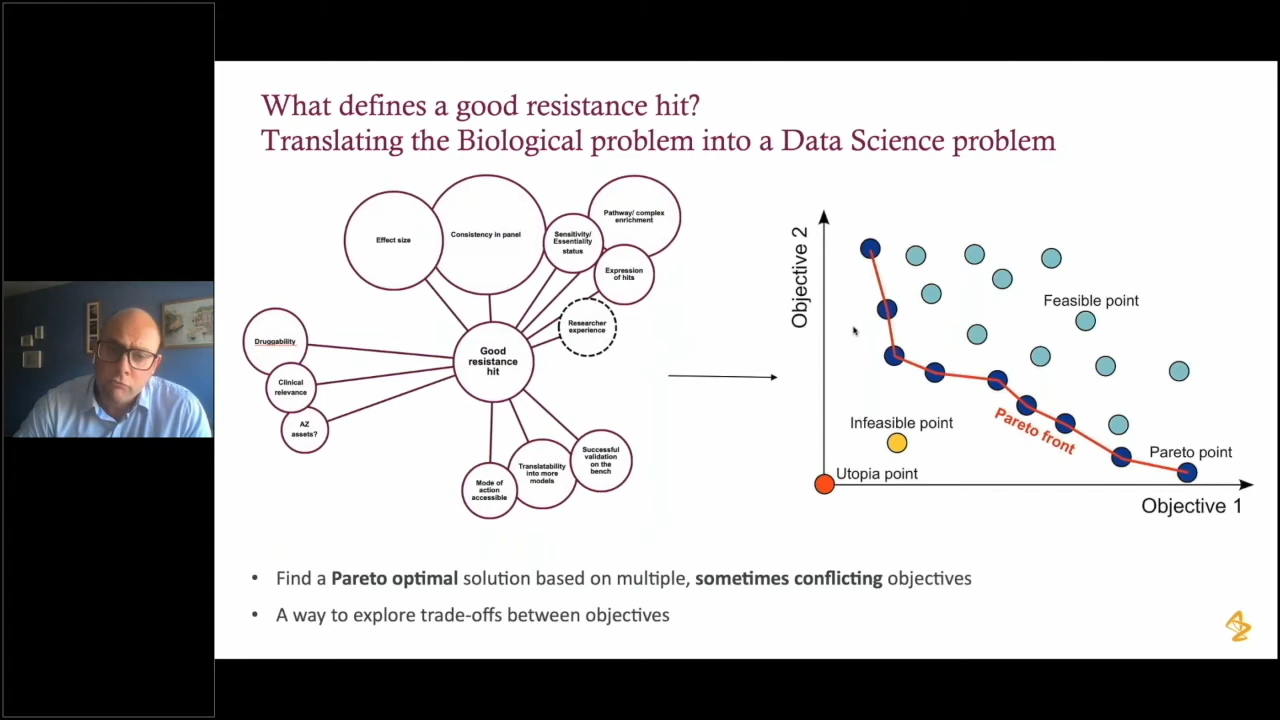 What defines a good resistance hit?
Translating the Biological problem into a Data Science problem
Effect size
Consistency in panel
Sensitivity/
Essentiality
status
Pathway/ complex
enrichment
Expression
of hits
Researcher
experience
Druggability
Clinical
relevance
AZ
assets?
Good
resistance
hit
Mode of
action
accessible
Translatability
into more
models
Successful
validation
on the
bench
Objective 2
Feasible point
Infeasible point
Pareto front
Pareto point
Utopia point
Objective 1
• Find a Pareto optimal solution based on multiple, sometimes conflicting objectives
• A way to explore trade-offs between objectives